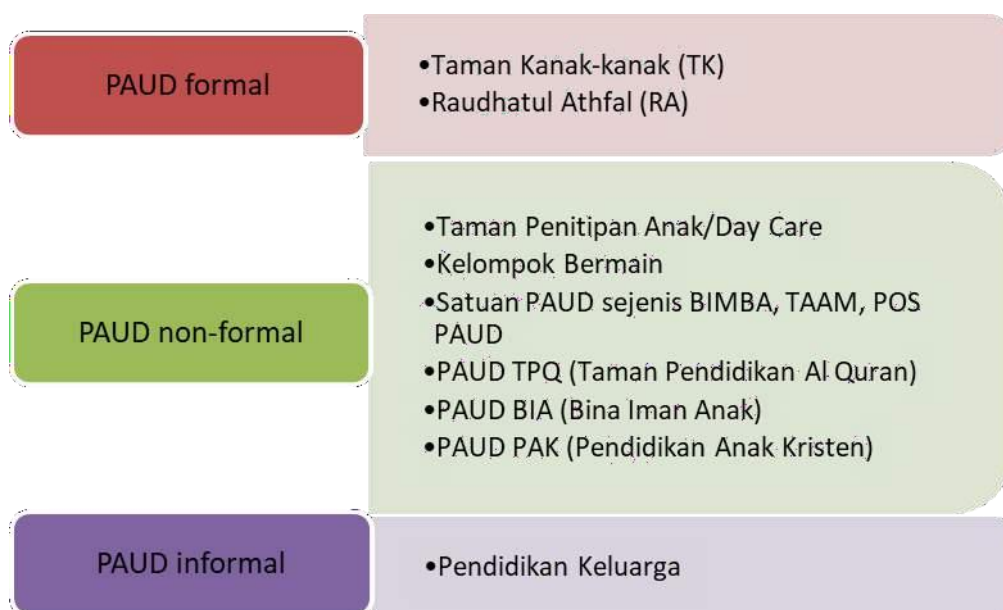 PAUD formal
•Taman Kanak-kanak (TK)
•Raudhatul Athfal (RA)
PAUD non-formal
•Taman Penitipan Anak/Day Care
•Kelompok Bermain
•Satuan PAUD sejenis BIMBA, TAAM, POS
PAUD
•PAUD TPQ (Taman Pendidikan Al Quran)
•PAUD BIA (Bina Iman Anak)
•PAUD PAK (Pendidikan Anak Kristen)
PAUD informal
•Pendidikan Keluarga